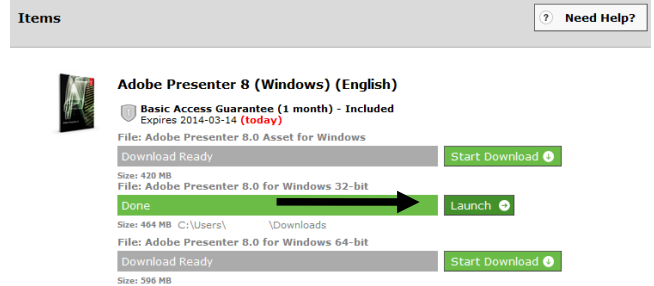 Items
? Need Help?
Adobe Presenter 8 (Windows) (English)
Basic Access Guarantee (1 month) - Included
Expires 2014-03-14 (today)
File: Adobe Presenter 8.0 Asset for Windows
Download Ready Start Download
Size: 420 MB
File: Adobe Presenter 8.0 for Windows 32-bit
Done Launch
Size: 464 MB C:\Users\ \Downloads
File: Adobe Presenter 8.0 for Windows 64-bit
Download Ready Start Download
Size: 596 MB